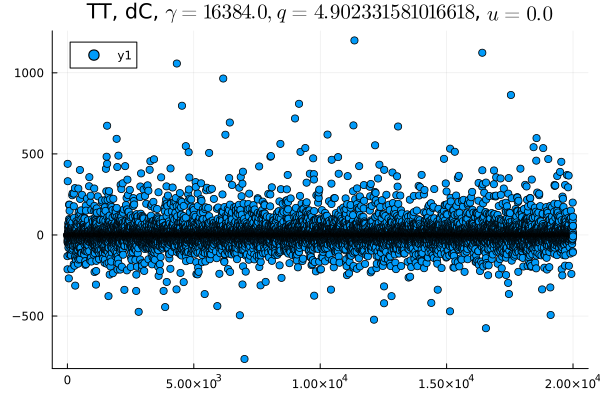 TT, dC, γ = 16384.0, q = 4.902331581016618, u = 0.0
y1
1000
500
0
−500
0 5.00×10³ 1.00×10⁴ 1.50×10⁴ 2.00×10⁴